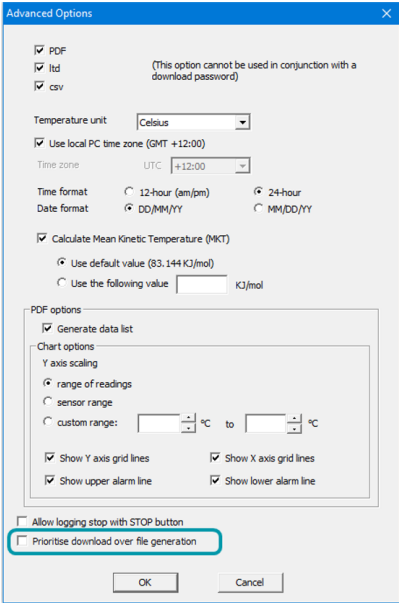 Advanced Options
PDF
ltd (This option cannot be used in conjunction with a
download password)
csv
Temperature unit Celsius
Use local PC time zone (GMT +12:00)
Time zone UTC +12:00
Time format 12-hour (am/pm) 24-hour
Date format DD/MM/YY MM/DD/YY
Calculate Mean Kinetic Temperature (MKT)
Use default value (83.144 KJ/mol)
Use the following value KJ/mol
PDF options
Generate data list
Chart options
Y axis scaling
range of readings
sensor range
custom range: °C to °C
Show Y axis grid lines Show X axis grid lines
Show upper alarm line Show lower alarm line
Allow logging stop with STOP button
Prioritise download over file generation
OK Cancel